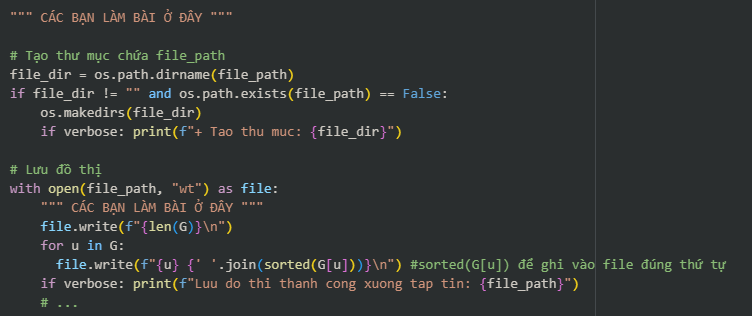 """ CÁC BẠN LÀM BÀI Ở ĐÂY """
# Tạo thư mục chứa file_path
file_dir = os.path.dirname(file_path)
if file_dir != "" and os.path.exists(file_path) == False:
    os.makedirs(file_dir)
    if verbose: print(f"+ Tao thu muc: {file_dir}")
# Lưu đồ thị
with open(file_path, "wt") as file:
    """ CÁC BẠN LÀM BÀI Ở ĐÂY """
    file.write(f"{len(G)}\n")
    for u in G:
      file.write(f"{u} {' '.join(sorted(G[u]))}\n") #sorted(G[u]) để ghi vào file đúng thứ tự
    if verbose: print(f"Luu do thi thanh cong xuong tap tin: {file_path}")
    # ...